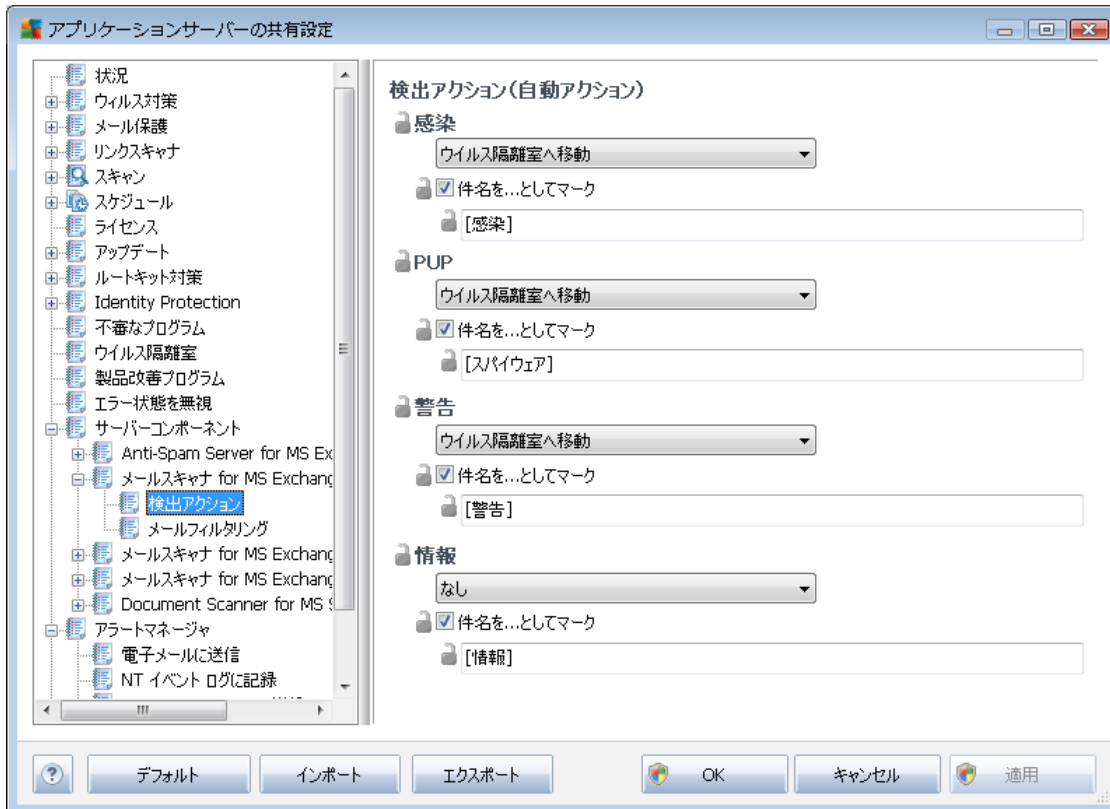 アプリケーションサーバーの共有設定
状況
ウィルス対策
メール保護
リンクスキャナ
スキャン
スケジュール
ライセンス
アップデート
ルートキット対策
Identity Protection
不審なプログラム
ウイルス隔離室
製品改善プログラム
エラー状態を無視
サーバーコンポーネント
Anti-Spam Server for MS Ex
メールスキャナ for MS Exchang
検出アクション
メールフィルタリング
メールスキャナ for MS Exchang
メールスキャナ for MS Exchang
Document Scanner for MS S
アラートマネージャ
電子メールに送信
NT イベント ログに記録
検出アクション(自動アクション)
感染
ウイルス隔離室へ移動
件名を...としてマーク
[感染]
PUP
ウイルス隔離室へ移動
件名を...としてマーク
[スパイウェア]
警告
ウイルス隔離室へ移動
件名を...としてマーク
[警告]
情報
なし
件名を...としてマーク
[情報]
? デフォルト インポート エクスポート OK キャンセル 適用